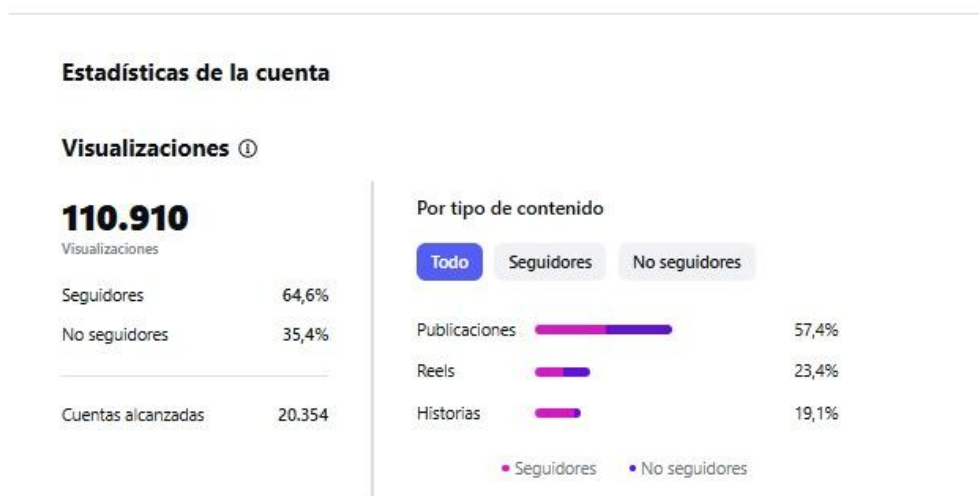 Estadísticas de la cuenta
Visualizaciones
110.910
Visualizaciones
Seguidores 64,6%
No seguidores 35,4%
Cuentas alcanzadas 20.354
Por tipo de contenido
Todo Seguidores No seguidores
Publicaciones 57,4%
Reels 23,4%
Historias 19,1%
Seguidores No seguidores